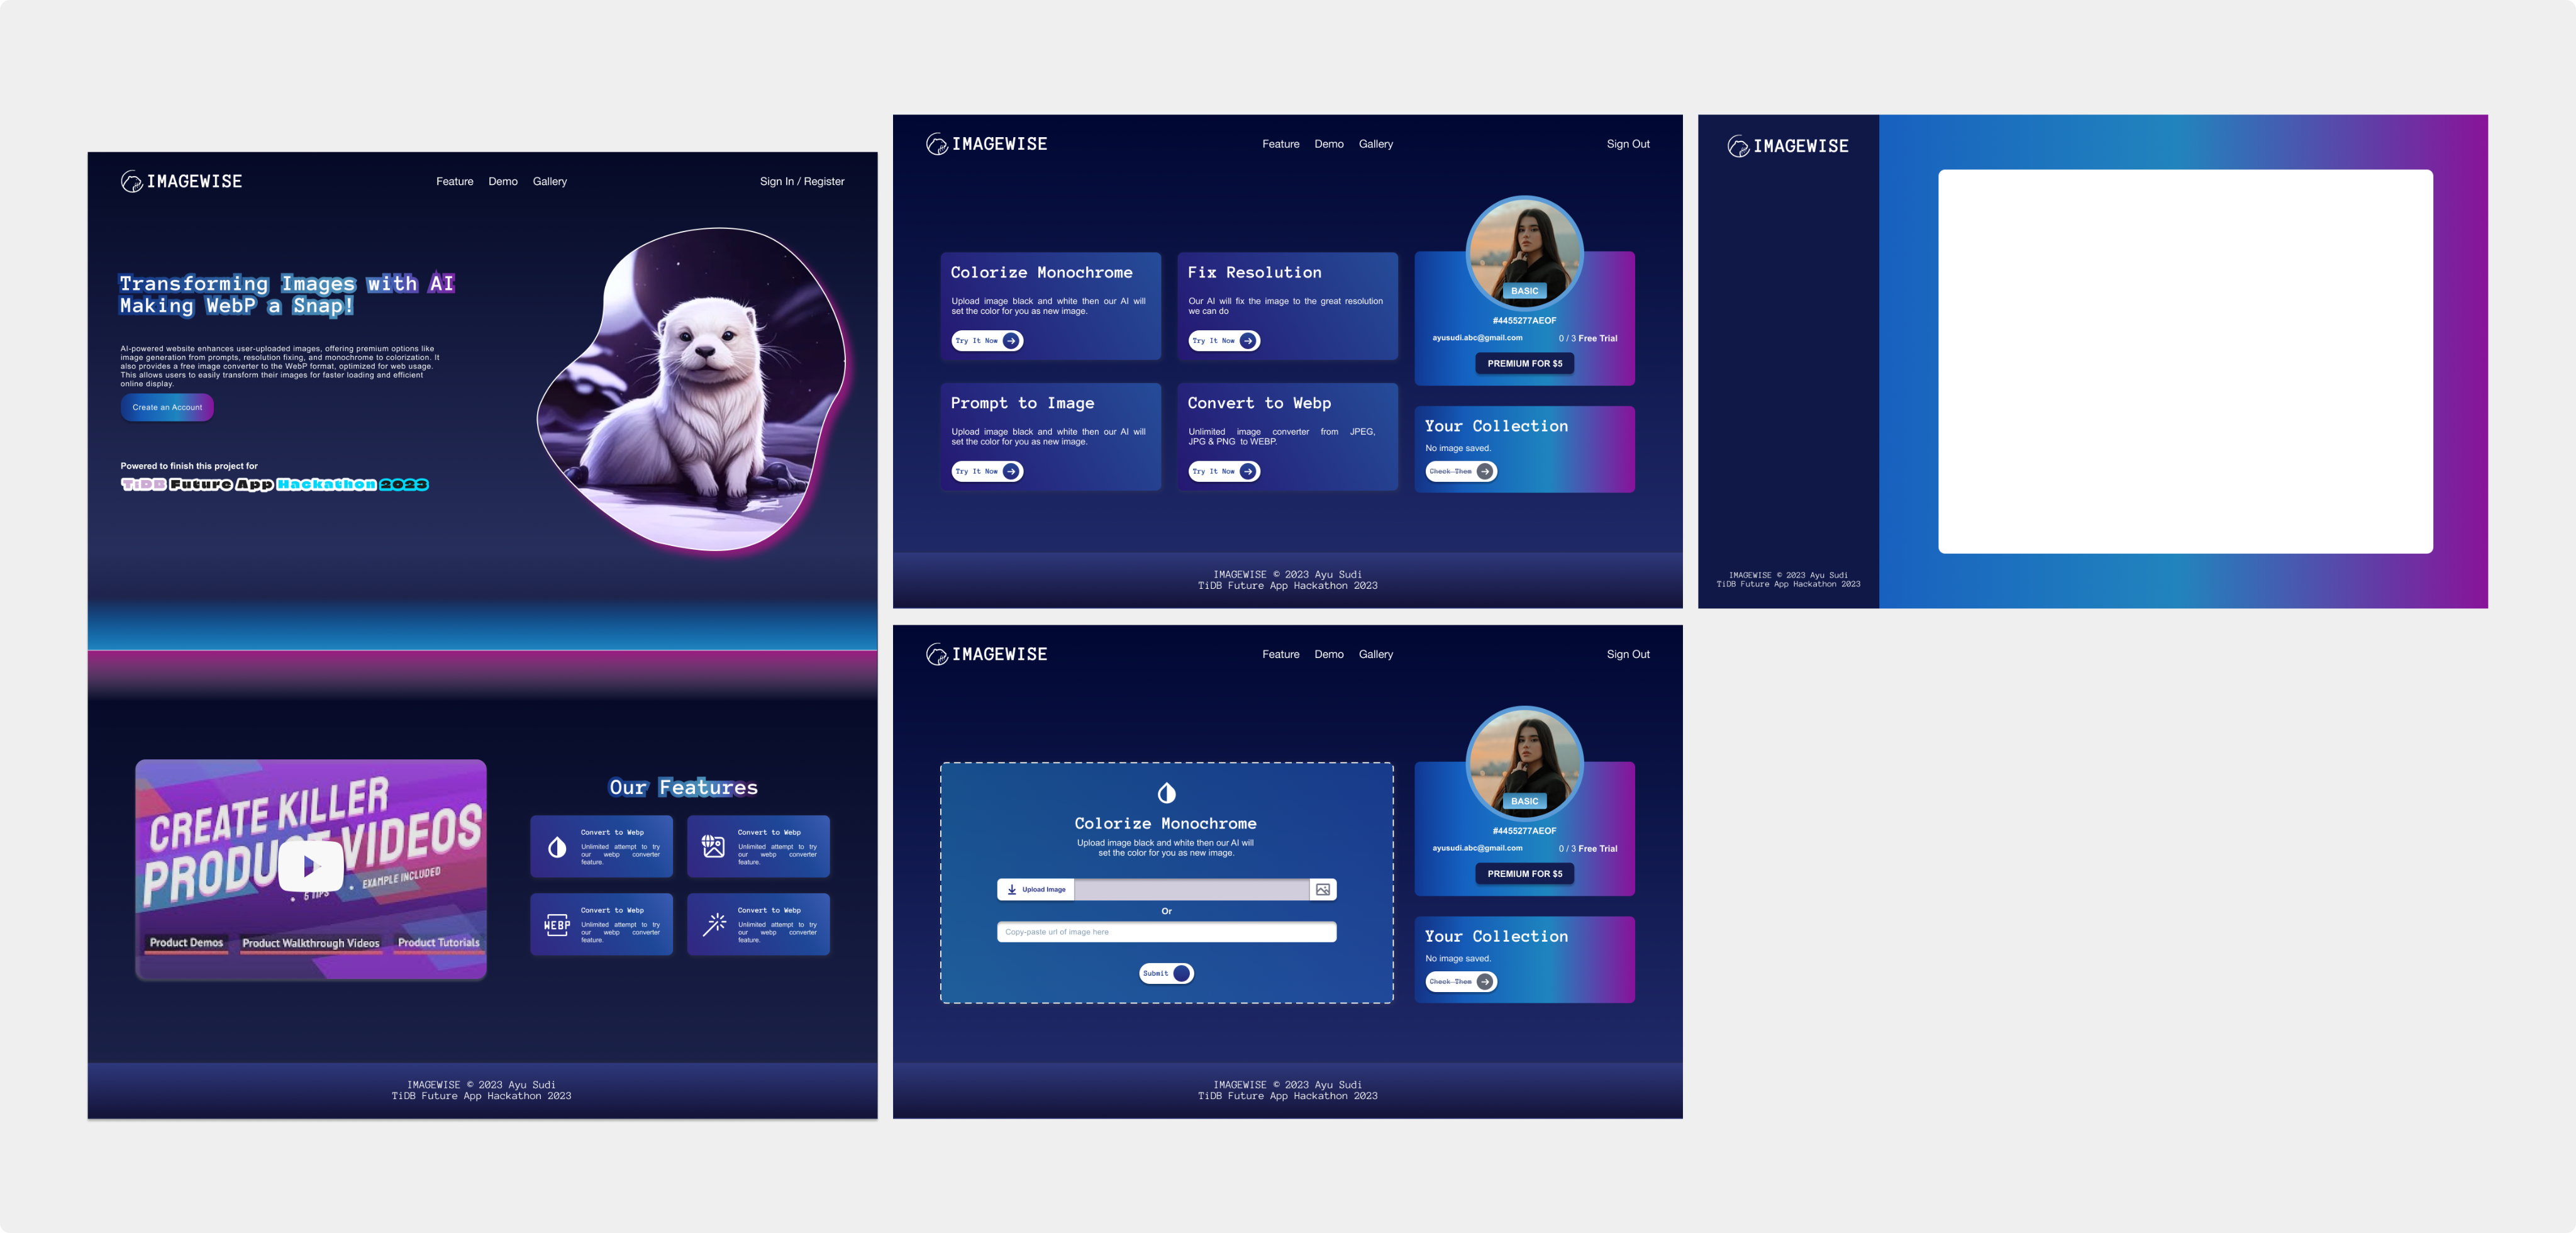 IMAGEWISE
Feature Demo Gallery
Sign In / Register
Transforming Images with AI
Making WebP a Snap!
AI-powered website enhances user-uploaded images, offering premium options like
image generation from prompts, resolution fixing, and monochrome to colorization. It
also provides a free image converter to the WebP format, optimized for web usage.
This allows users to easily transform their images for faster loading and efficient
online display.
Create an Account
Powered to finish this project for
TiDB Future App Hackathon 2023
CREATE KILLER
PRODUCT VIDEOS
• 6 TIPS • EXAMPLE INCLUDED
Product Demos Product Walkthrough Videos Product Tutorials
Our Features
Convert to Webp
Unlimited attempt to try
our webp converter
feature.
Convert to Webp
Unlimited attempt to try
our webp converter
feature.
WEBP
Convert to Webp
Unlimited attempt to try
our webp converter
feature.
Convert to Webp
Unlimited attempt to try
our webp converter
feature.
IMAGEWISE © 2023 Ayu Sudi
TiDB Future App Hackathon 2023
IMAGEWISE
Feature Demo Gallery
Sign Out
Colorize Monochrome
Upload image black and white then our AI will
set the color for you as new image.
Try It Now
Fix Resolution
Our AI will fix the image to the great resolution
we can do
Try It Now
Prompt to Image
Upload image black and white then our AI will
set the color for you as new image.
Try It Now
Convert to Webp
Unlimited image converter from JPEG,
JPG & PNG to WEBP.
Try It Now
BASIC
#4455277AEOF
ayusudi.abc@gmail.com 0 / 3 Free Trial
PREMIUM FOR $5
Your Collection
No image saved.
Check Them
IMAGEWISE © 2023 Ayu Sudi
TiDB Future App Hackathon 2023
IMAGEWISE
Feature Demo Gallery
Sign Out
Colorize Monochrome
Upload image black and white then our AI will
set the color for you as new image.
Upload Image
Or
Copy-paste url of image here
Submit
BASIC
#4455277AEOF
ayusudi.abc@gmail.com 0 / 3 Free Trial
PREMIUM FOR $5
Your Collection
No image saved.
Check Them
IMAGEWISE © 2023 Ayu Sudi
TiDB Future App Hackathon 2023
IMAGEWISE
IMAGEWISE © 2023 Ayu Sudi
TiDB Future App Hackathon 2023